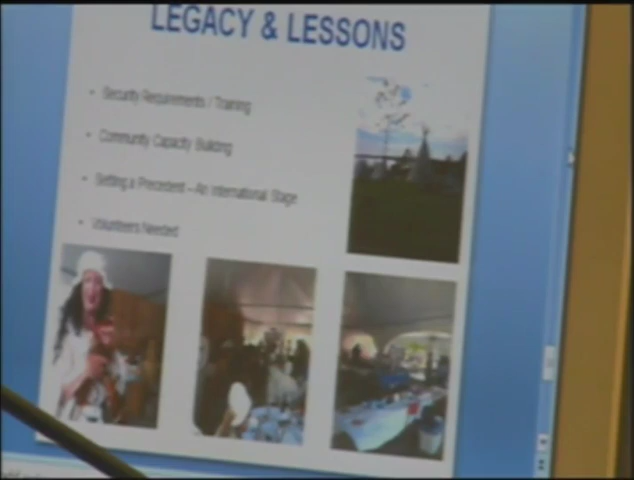 LEGACY & LESSONS
• Security Requirements / Training
• Community Capacity Building
• Setting a Precedent – An International Stage
• Volunteers Needed